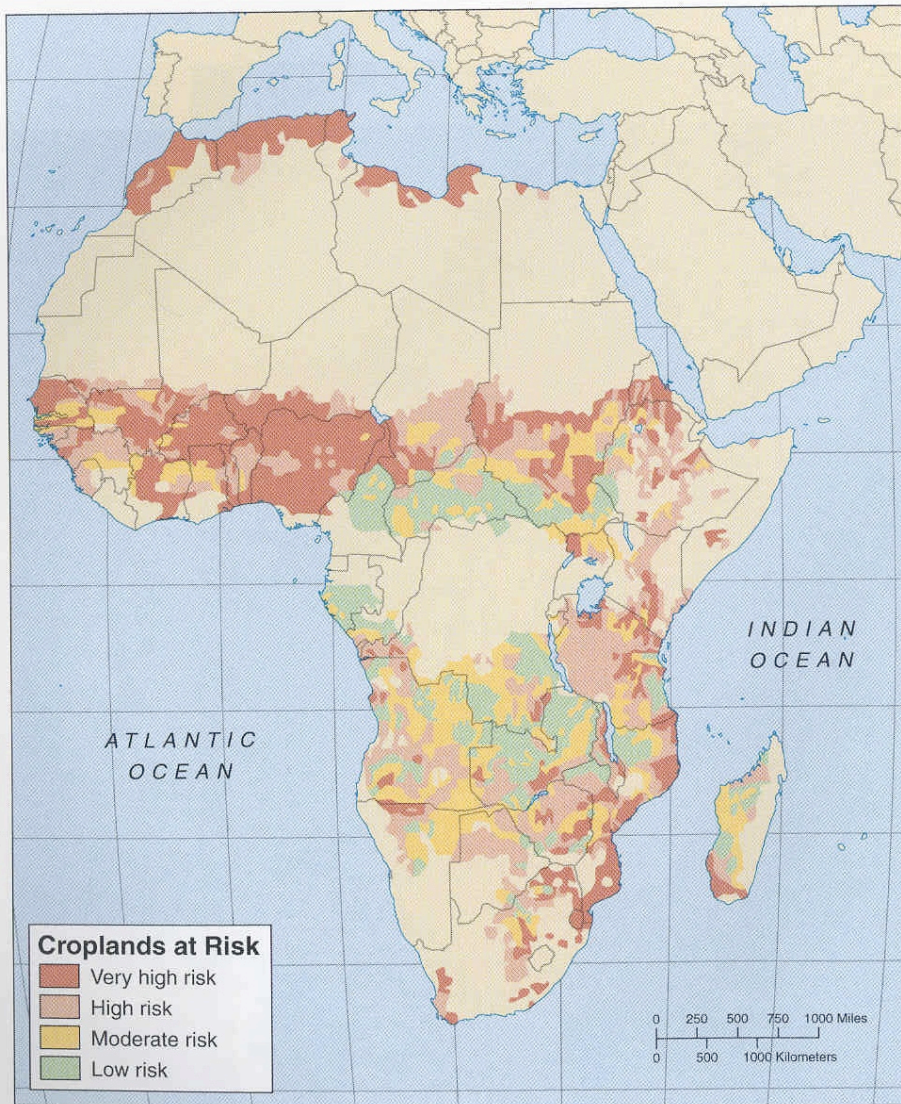 INDIAN
OCEAN
ATLANTIC
OCEAN
Croplands at Risk
Very high risk
High risk
Moderate risk
Low risk
0 250 500 750 1000 Miles
0 500 1000 Kilometers